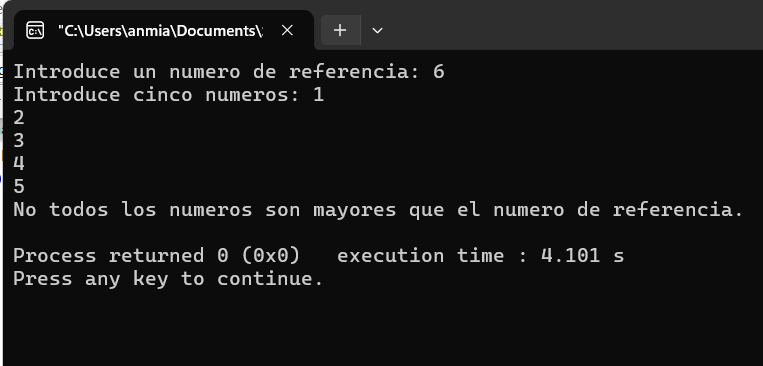 "C:\Users\anmia\Documents\
Introduce un numero de referencia: 6
Introduce cinco numeros: 1
2
3
4
5
No todos los numeros son mayores que el numero de referencia.
Process returned 0 (0x0)   execution time : 4.101 s
Press any key to continue.